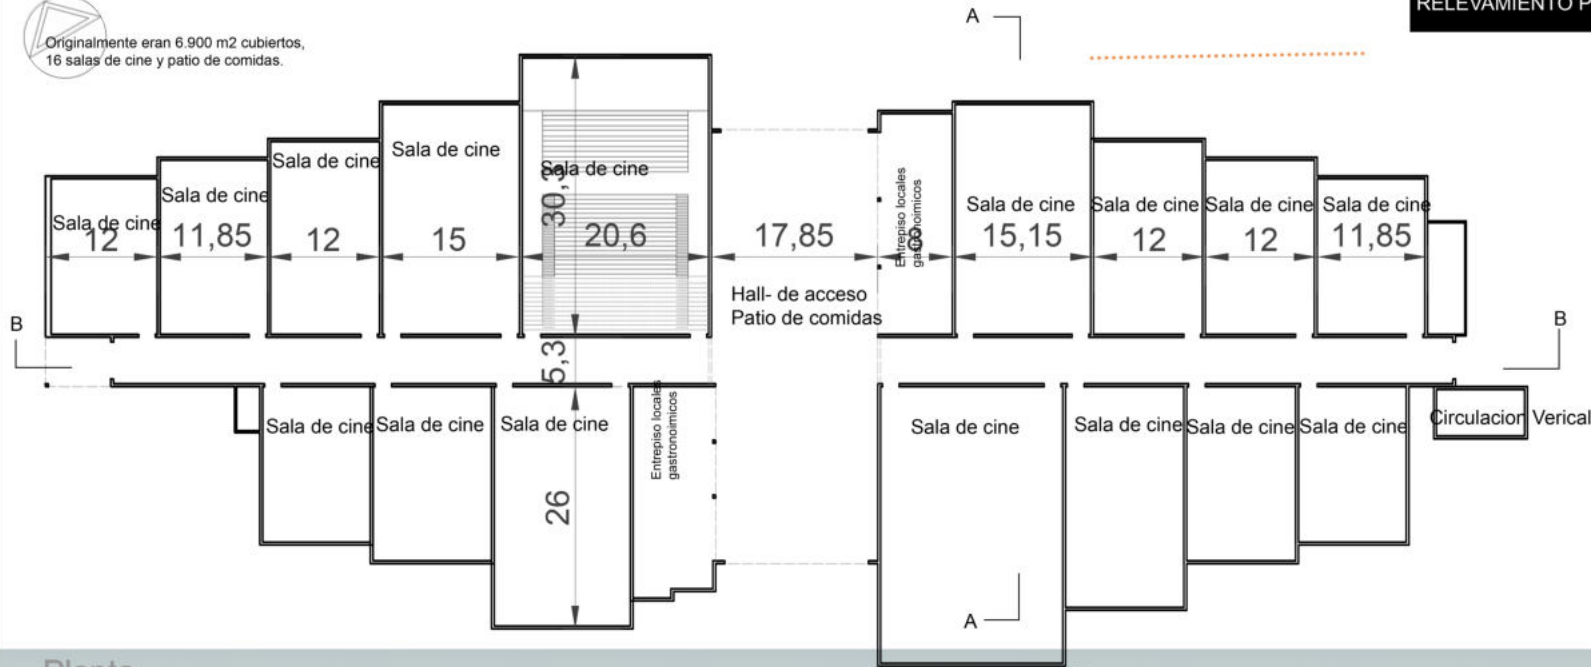 RELEVAMIENTO P
Originalmente eran 6.900 m2 cubiertos,
16 salas de cine y patio de comidas.
A
Sala de cine
Sala de cine
Sala de cine
Sala de cine
Sala de cine
Sala de cine
Sala de cine
Sala de cine
Sala de cine
Entrepiso locales
gastronoimicos
30,3
12
11,85
12
15
20,6
17,85
8
15,15
12
12
11,85
Hall- de acceso
Patio de comidas
B
B
5,3
Sala de cine
Sala de cine
Sala de cine
Entrepiso locales
gastronoimicos
Sala de cine
Sala de cine
Sala de cine
Sala de cine
Circulacion Verical
26
A
Planta